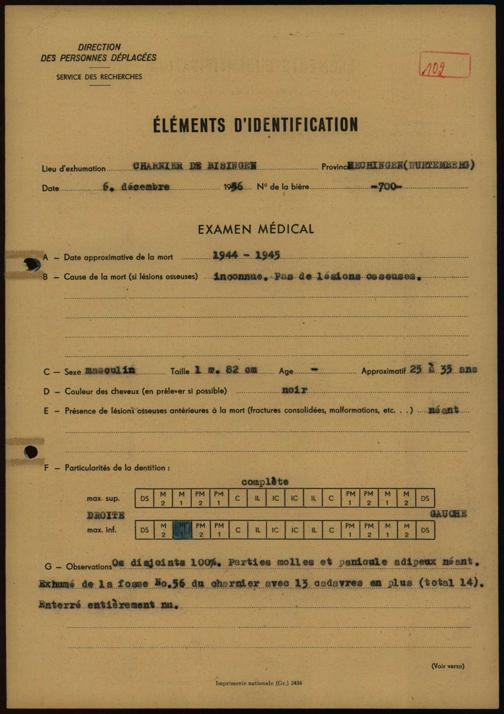 DIRECTION
DES PERSONNES DÉPLACÉES
SERVICE DES RECHERCHES
102
ÉLÉMENTS D'IDENTIFICATION
Lieu d'exhumation CHARNIER DE BISINGEN Province HECHINGEN(WURTEMBERG)
Date 6. décembre 1946 N° de la bière -700-
EXAMEN MÉDICAL
A — Date approximative de la mort 1944 - 1945
B — Cause de la mort (si lésions osseuses) inconnue. Pas de lésions osseuses.
C — Sexe masculin Taille 1 m. 82 cm Age - Approximatif 25 à 35 ans
D — Couleur des cheveux (en prélever si possible) noir
E — Présence de lésions osseuses antérieures à la mort (fractures consolidées, malformations, etc. . .) néant
F — Particularités de la dentition :
complète
max. sup. DS M 2 M 1 PM 2 PM 1 C IL IC IC IL C PM 1 PM 2 M 1 M 2 DS
DROITE GAUCHE
max. inf. DS M 2 PM 2 PM 1 C IL IC IC IL C PM 1 PM 2 M 1 M 2 DS
G — Observations Os disjoints 100%. Parties molles et panicule adipeux néant.
Exhumé de la fosse No.56 du charnier avec 13 cadavres en plus (total 14).
Enterré entièrement nu.
(Voir verso)
Imprimerie nationale (Gr.) 2434